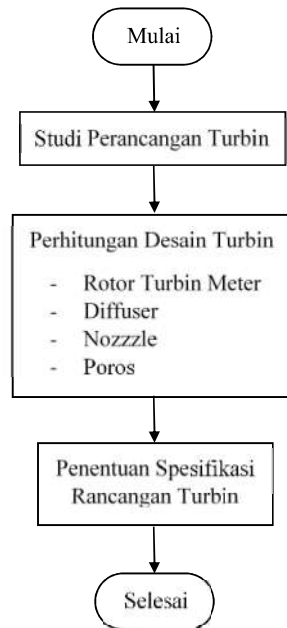 Mulai
Studi Perancangan Turbin
Perhitungan Desain Turbin
- Rotor Turbin Meter
- Diffuser
- Nozzzle
- Poros
Penentuan Spesifikasi
Rancangan Turbin
Selesai